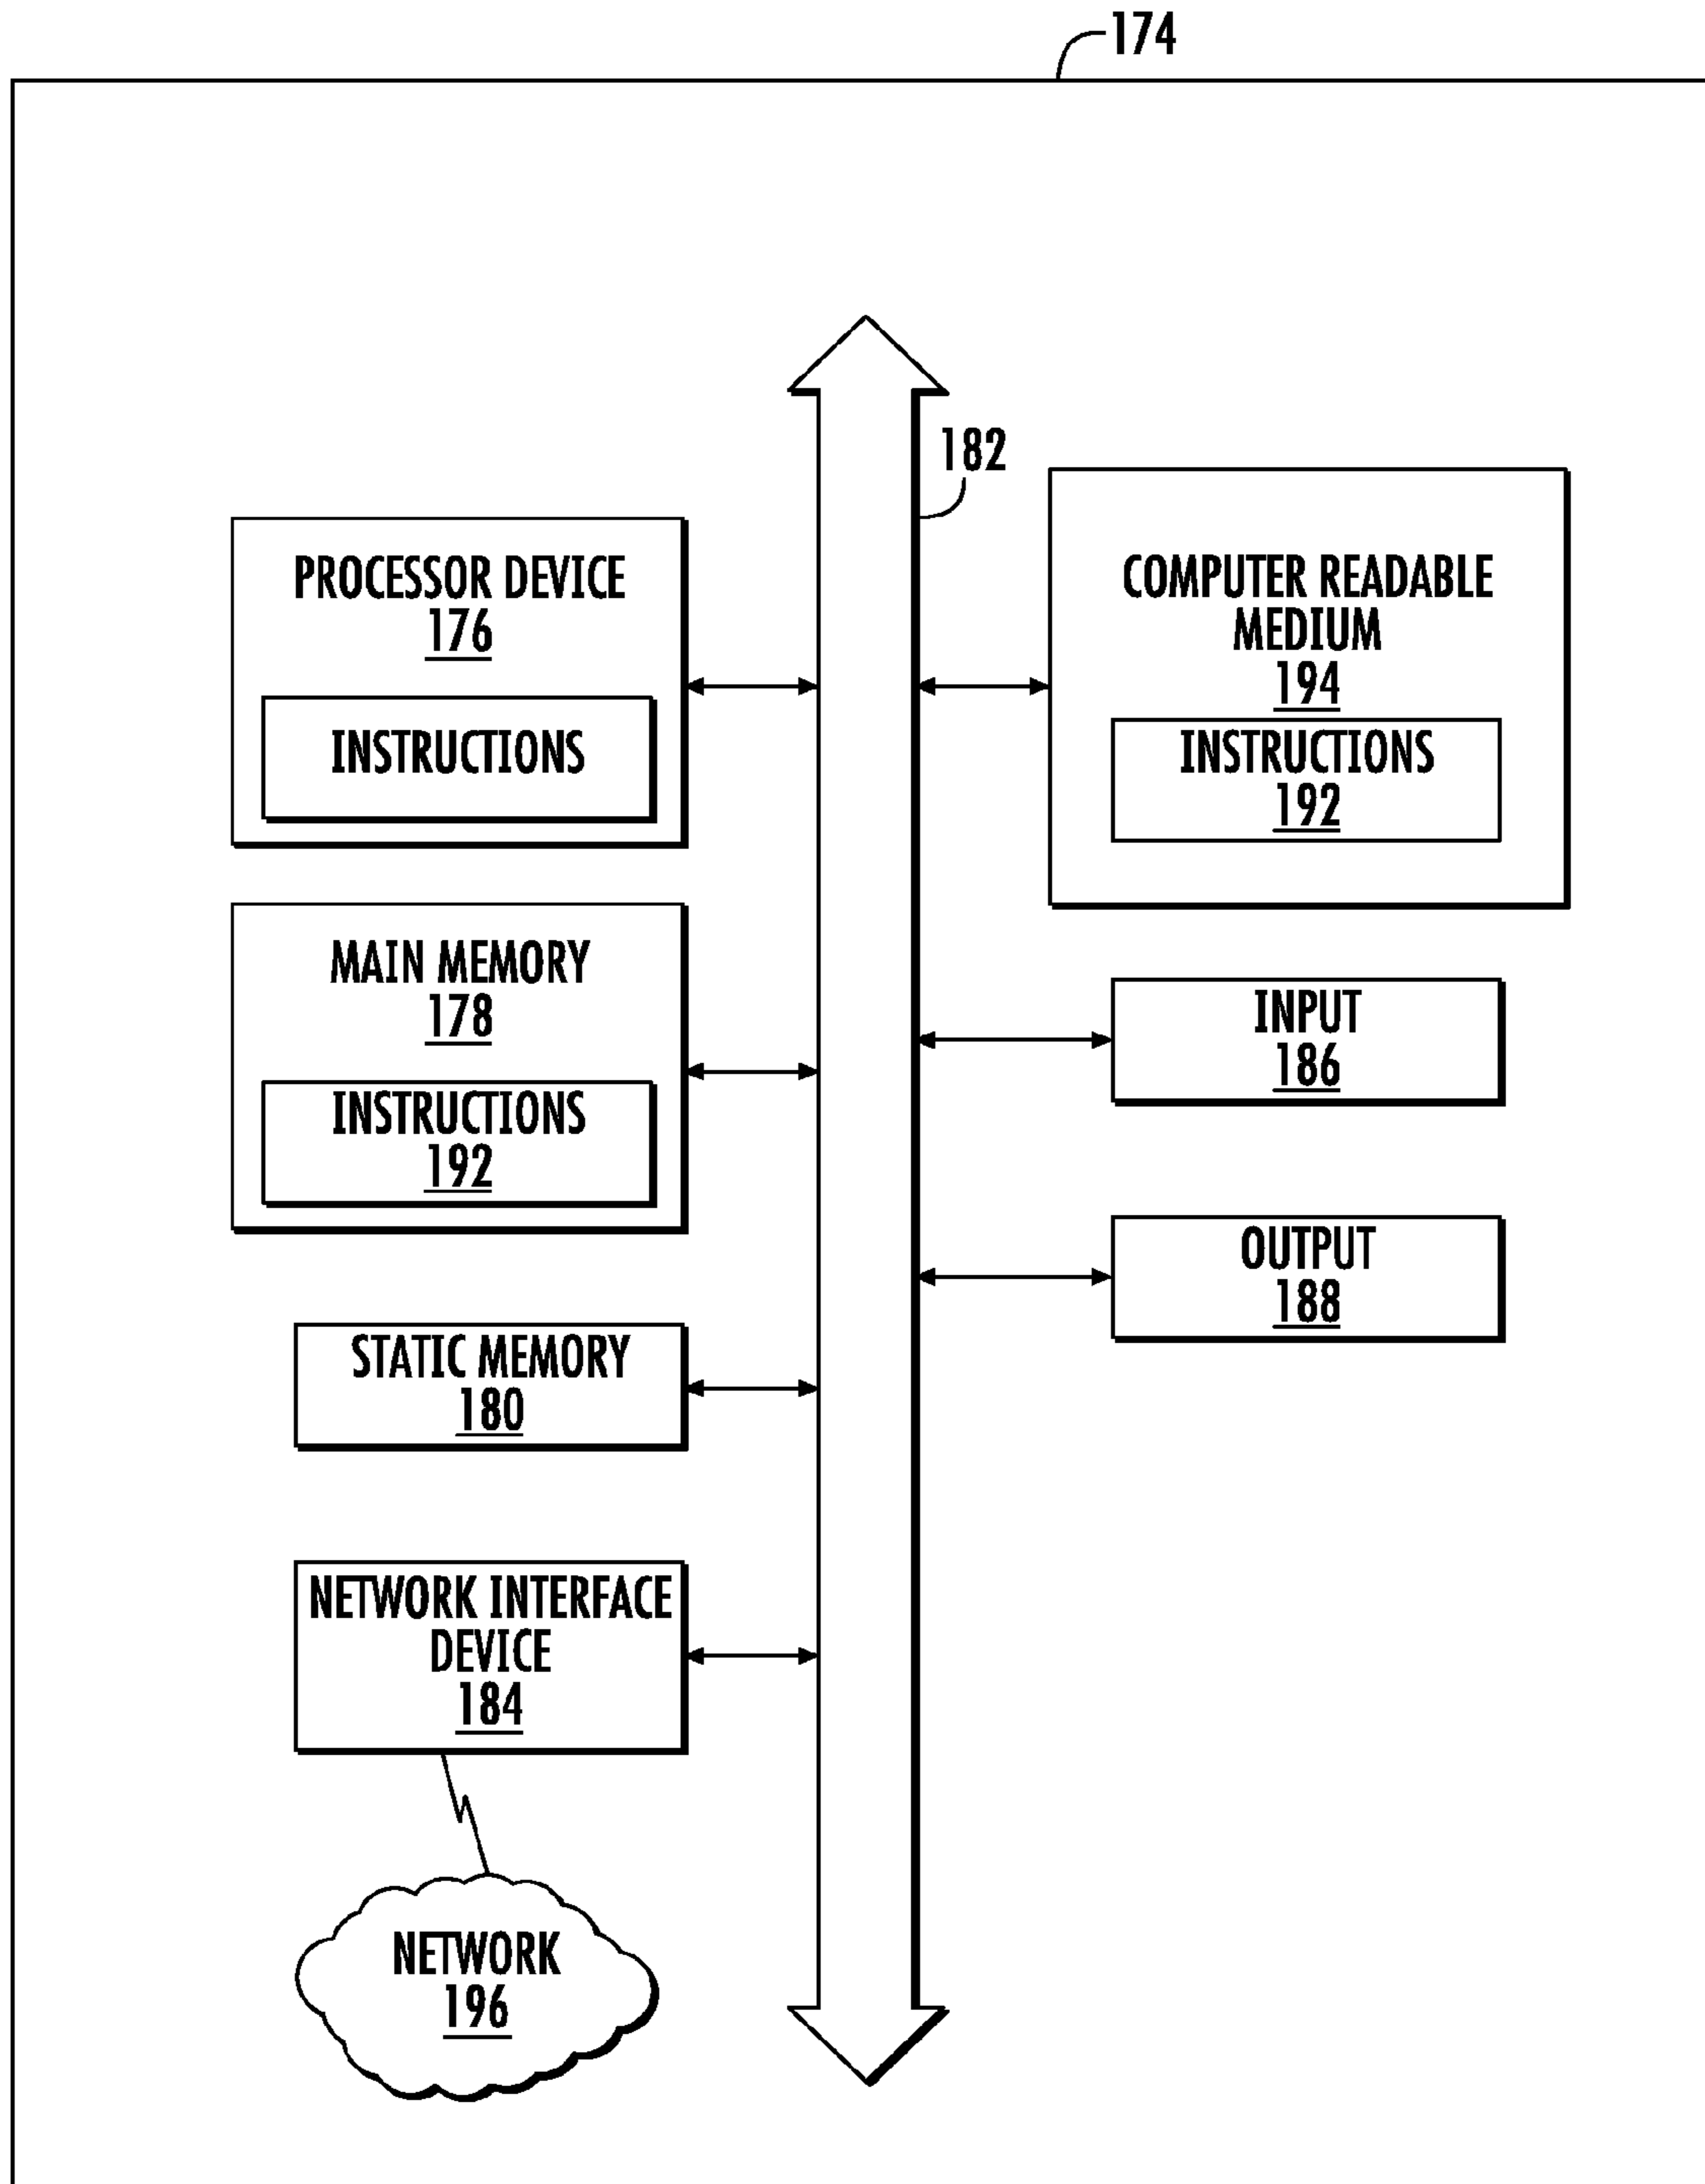 174
182
PROCESSOR DEVICE
176
INSTRUCTIONS
MAIN MEMORY
178
INSTRUCTIONS
192
STATIC MEMORY
180
NETWORK INTERFACE
DEVICE
184
NETWORK
196
COMPUTER READABLE
MEDIUM
194
INSTRUCTIONS
192
INPUT
186
OUTPUT
188